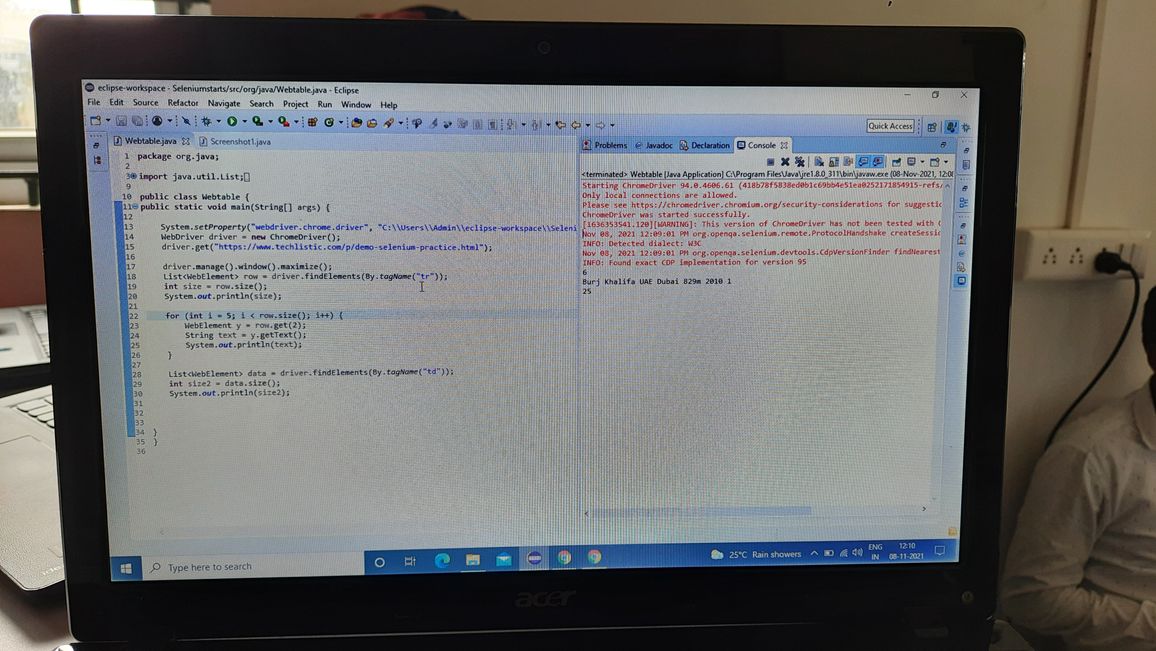 eclipse-workspace - Seleniumstarts/src/org/java/Webtable.java - Eclipse
File Edit Source Refactor Navigate Search Project Run Window Help
Quick Access
Webtable.java Screenshot1.java
1 package org.java;
2
3 import java.util.List;
9
10 public class Webtable {
11 public static void main(String[] args) {
12
13 System.setProperty("webdriver.chrome.driver", "C:\\Users\\Admin\\eclipse-workspace\\Seleni
14 WebDriver driver = new ChromeDriver();
15 driver.get("https://www.techlistic.com/p/demo-selenium-practice.html");
16
17 driver.manage().window().maximize();
18 List<WebElement> row = driver.findElements(By.tagName("tr"));
19 int size = row.size();
20 System.out.println(size);
21
22 for (int i = 5; i < row.size(); i++) {
23 WebElement y = row.get(2);
24 String text = y.getText();
25 System.out.println(text);
26 }
27
28 List<WebElement> data = driver.findElements(By.tagName("td"));
29 int size2 = data.size();
30 System.out.println(size2);
31
32
33
34 }
35 }
36
Problems Javadoc Declaration Console
<terminated> Webtable [Java Application] C:\Program Files\Java\jre1.8.0_311\bin\javaw.exe (08-Nov-2021, 12:0
Starting ChromeDriver 94.0.4606.61 (418b78f5838ed0b1c69bb4e51ea0252171854915-refs/
Only local connections are allowed.
Please see https://chromedriver.chromium.org/security-considerations for suggestio
ChromeDriver was started successfully.
[1636353541.120][WARNING]: This version of ChromeDriver has not been tested with C
Nov 08, 2021 12:09:01 PM org.openqa.selenium.remote.ProtocolHandshake createSessio
INFO: Detected dialect: W3C
Nov 08, 2021 12:09:01 PM org.openqa.selenium.devtools.CdpVersionFinder findNearest
INFO: Found exact CDP implementation for version 95
6
Burj Khalifa UAE Dubai 829m 2010 1
25
Type here to search
25°C Rain showers
ENG
IN
12:10
08-11-2021
acer